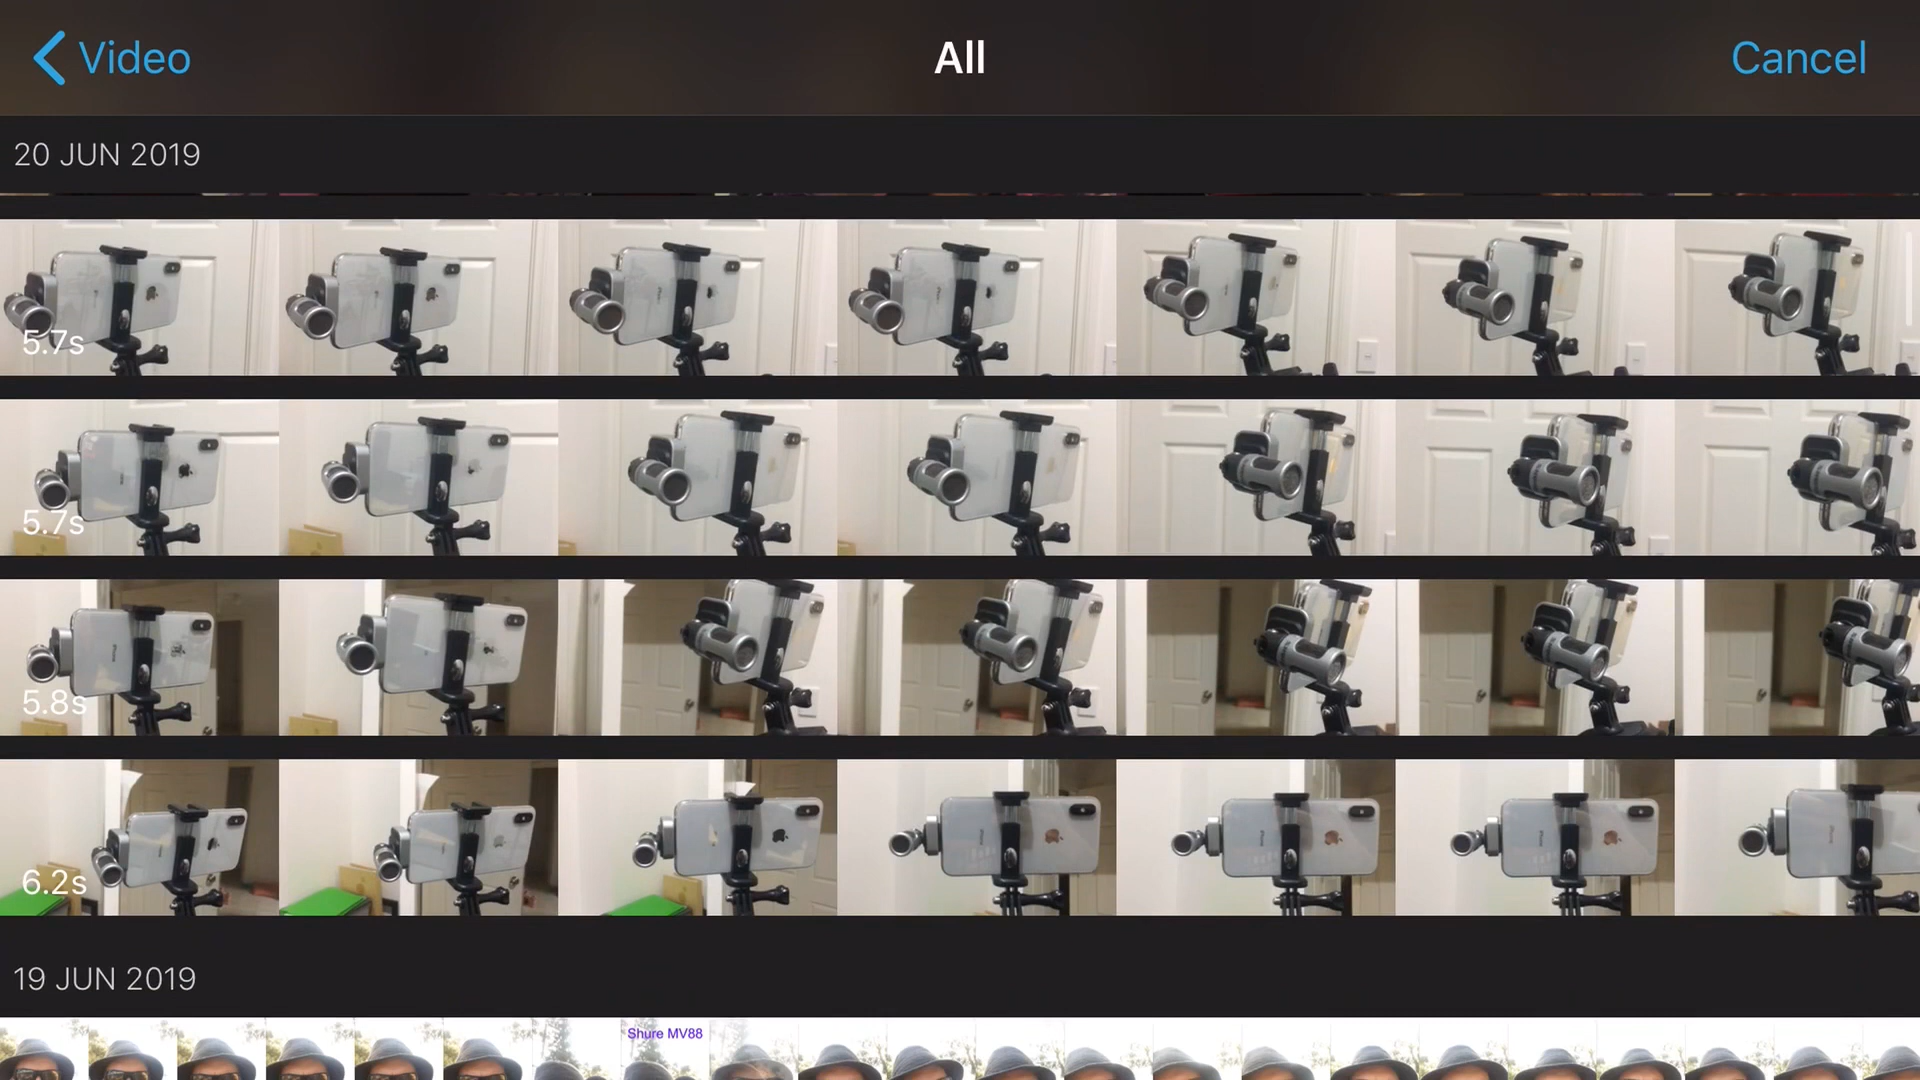 Video
All
Cancel
20 JUN 2019
5.7s
5.7s
5.8s
6.2s
19 JUN 2019
Shure MV88